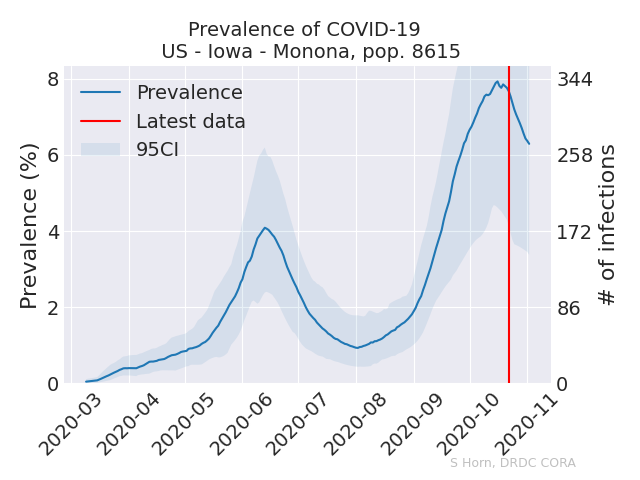 Prevalence of COVID-19
US - Iowa - Monona, pop. 8615
Prevalence
Latest data
95CI
Prevalence (%)
8
6
4
2
0
344
258
172
86
0
# of infections
2020-03
2020-04
2020-05
2020-06
2020-07
2020-08
2020-09
2020-10
2020-11
S Horn, DRDC CORA